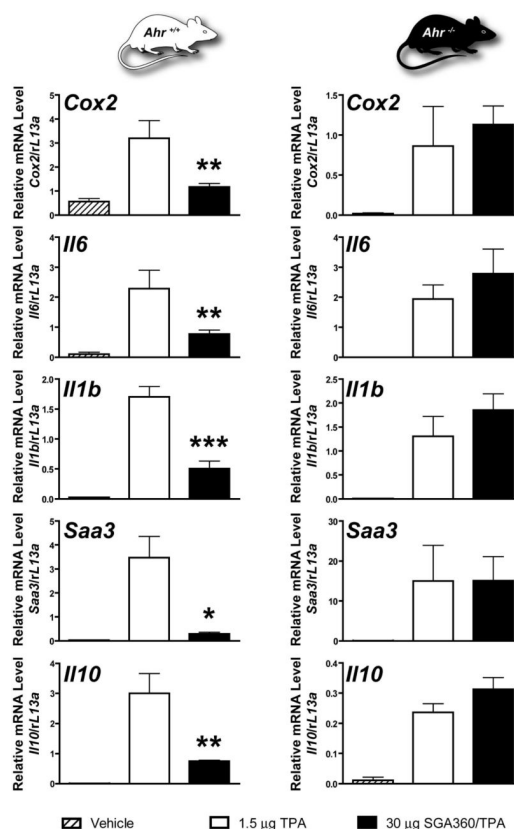 Ahr +/+
Ahr -/-
Cox2
Relative mRNA Level
Cox2/rL13a
5
4
3
2
1
0
**
Cox2
Relative mRNA Level
Cox2/rL13a
1.5
1.0
0.5
0.0
Il6
Relative mRNA Level
Il6/rL13a
4
3
2
1
0
**
Il6
Relative mRNA Level
Il6/rL13a
4
3
2
1
0
Il1b
Relative mRNA Level
Il1b/rL13a
2.0
1.5
1.0
0.5
0.0
***
Il1b
Relative mRNA Level
Il1b/rL13a
2.5
2.0
1.5
1.0
0.5
0.0
Saa3
Relative mRNA Level
Saa3/rL13a
5
4
3
2
1
0
*
Saa3
Relative mRNA Level
Saa3/rL13a
30
20
10
0
Il10
Relative mRNA Level
Il10/rL13a
4
3
2
1
0
**
Il10
Relative mRNA Level
Il10/rL13a
0.4
0.3
0.2
0.1
0.0
Vehicle 1.5 µg TPA 30 µg SGA360/TPA